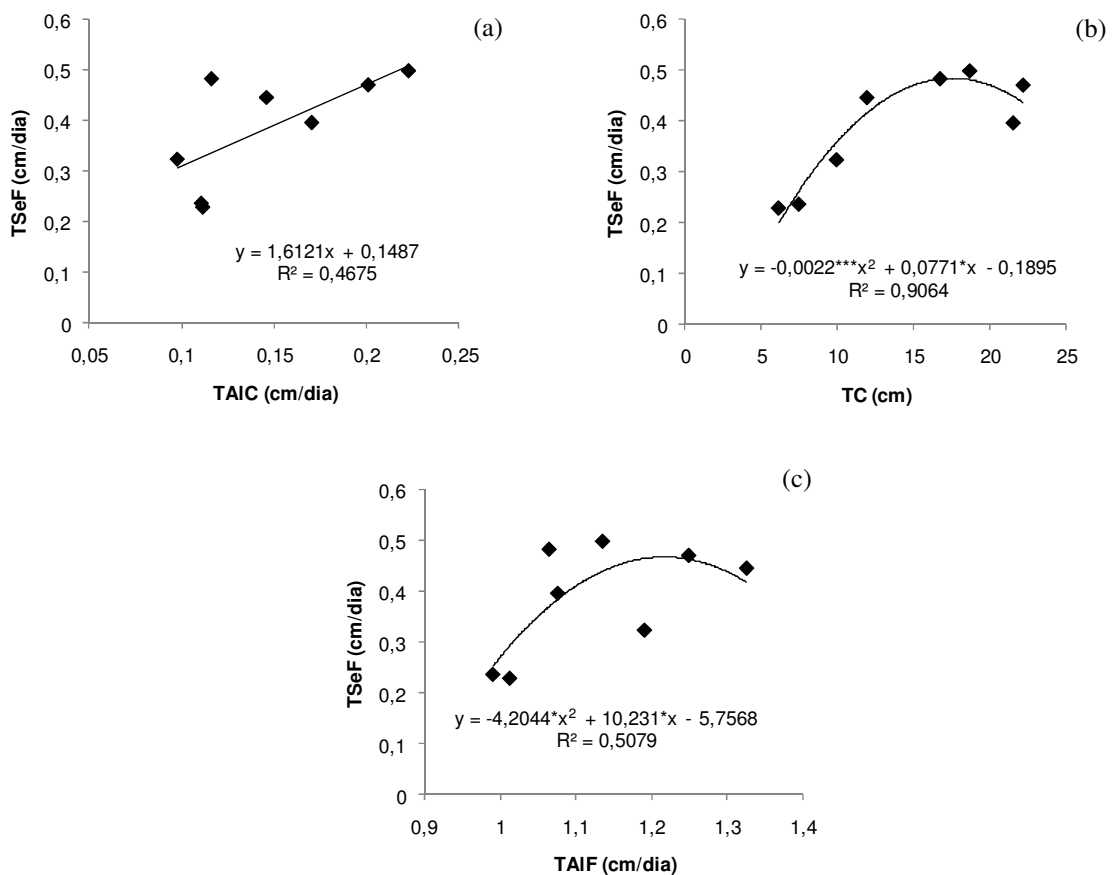 (a)
0,6
0,5
0,4
0,3
0,2
0,1
0
TSeF (cm/dia)
y = 1,6121x + 0,1487
R² = 0,4675
0,05 0,1 0,15 0,2 0,25
TAlC (cm/dia)
(b)
0,6
0,5
0,4
0,3
0,2
0,1
0
TSeF (cm/dia)
y = -0,0022***x² + 0,0771*x - 0,1895
R² = 0,9064
0 5 10 15 20 25
TC (cm)
(c)
0,6
0,5
0,4
0,3
0,2
0,1
0
TSeF (cm/dia)
y = -4,2044*x² + 10,231*x - 5,7568
R² = 0,5079
0,9 1 1,1 1,2 1,3 1,4
TAlF (cm/dia)